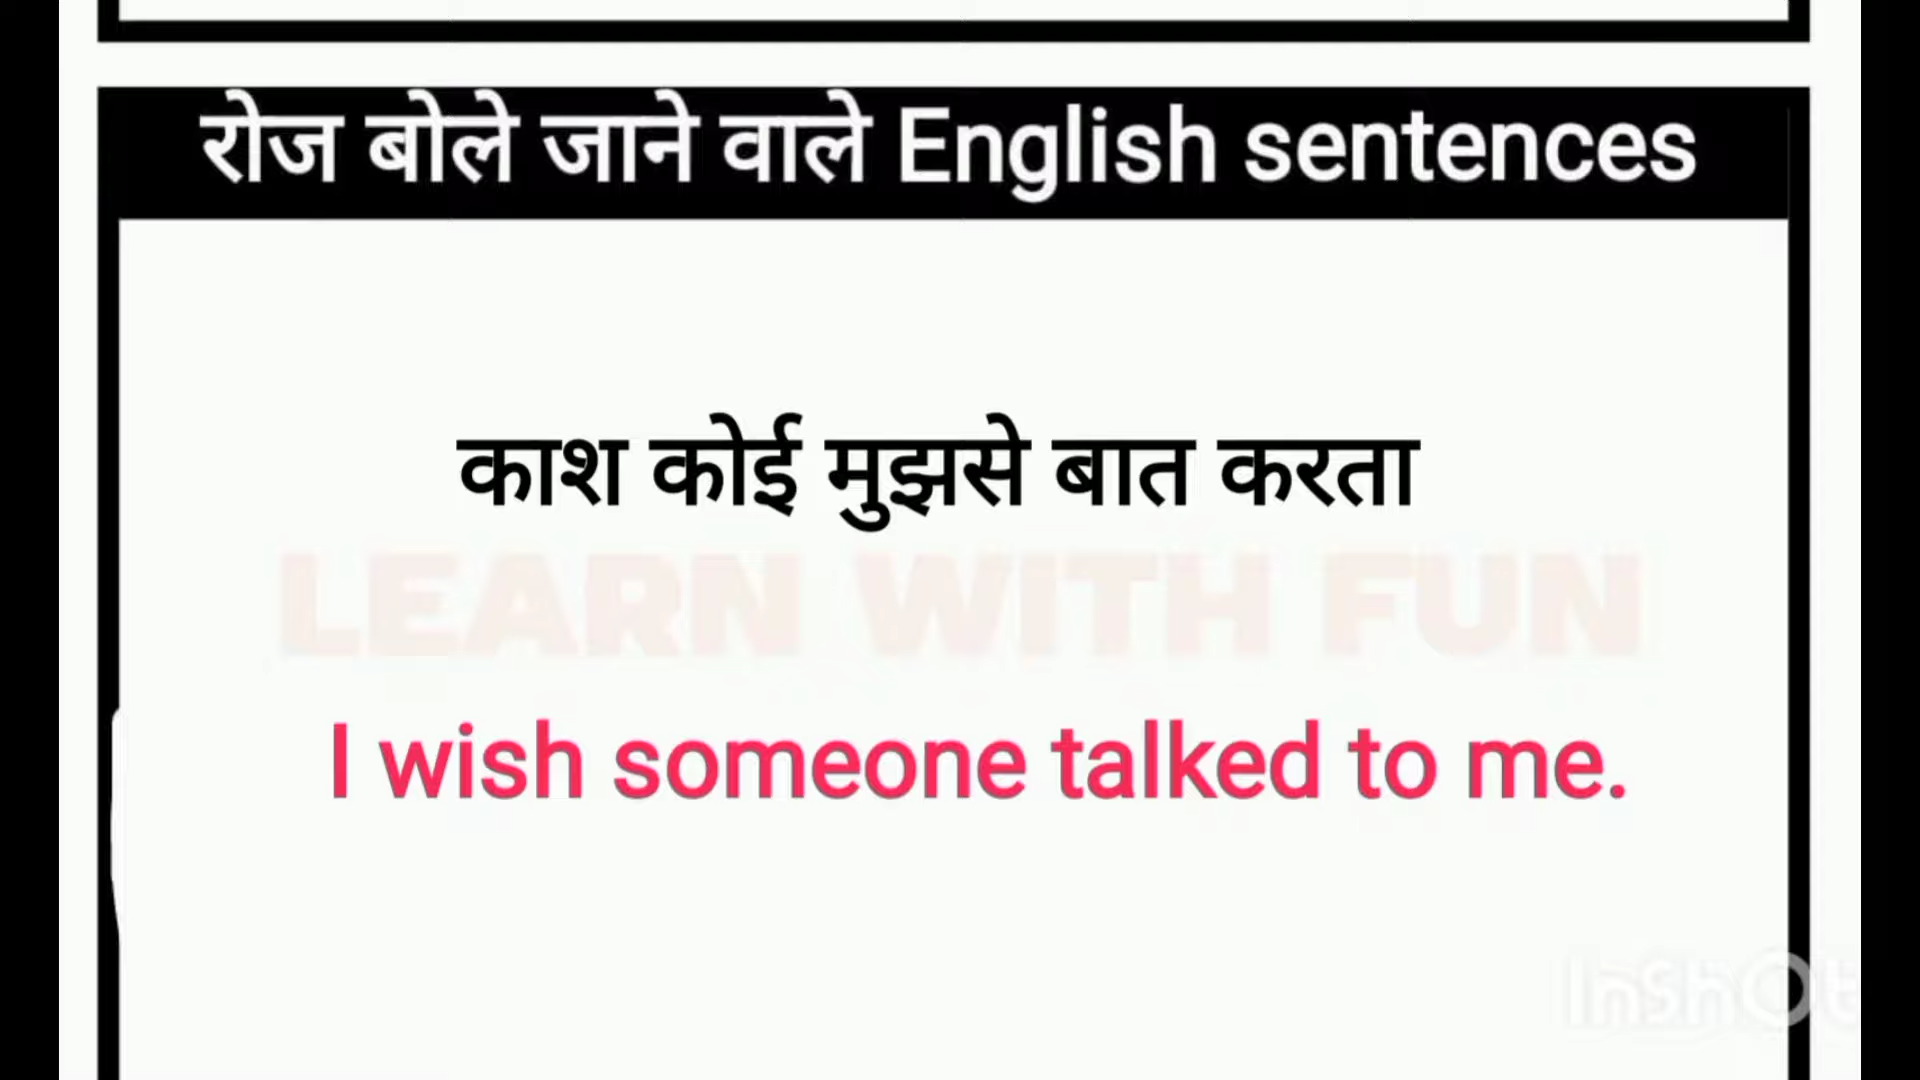 रोज बोले जाने वाले English sentences
काश कोई मुझसे बात करता
LEARN WITH FUN
I wish someone talked to me.
InShOt